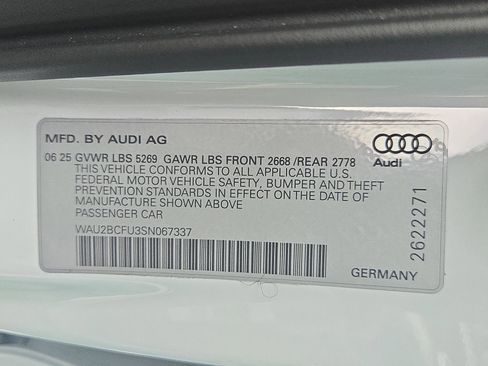 MFD. BY AUDI AG
06 25 GVWR LBS 5269 GAWR LBS FRONT 2668 /REAR 2778
THIS VEHICLE CONFORMS TO ALL APPLICABLE U.S.
FEDERAL MOTOR VEHICLE SAFETY, BUMPER AND THEFT
PREVENTION STANDARDS IN EFFECT ON THE DATE OF
MANUFACTURE SHOWN ABOVE
PASSENGER CAR
WAU2BCFU3SN067337
Audi
2622271
GERMANY